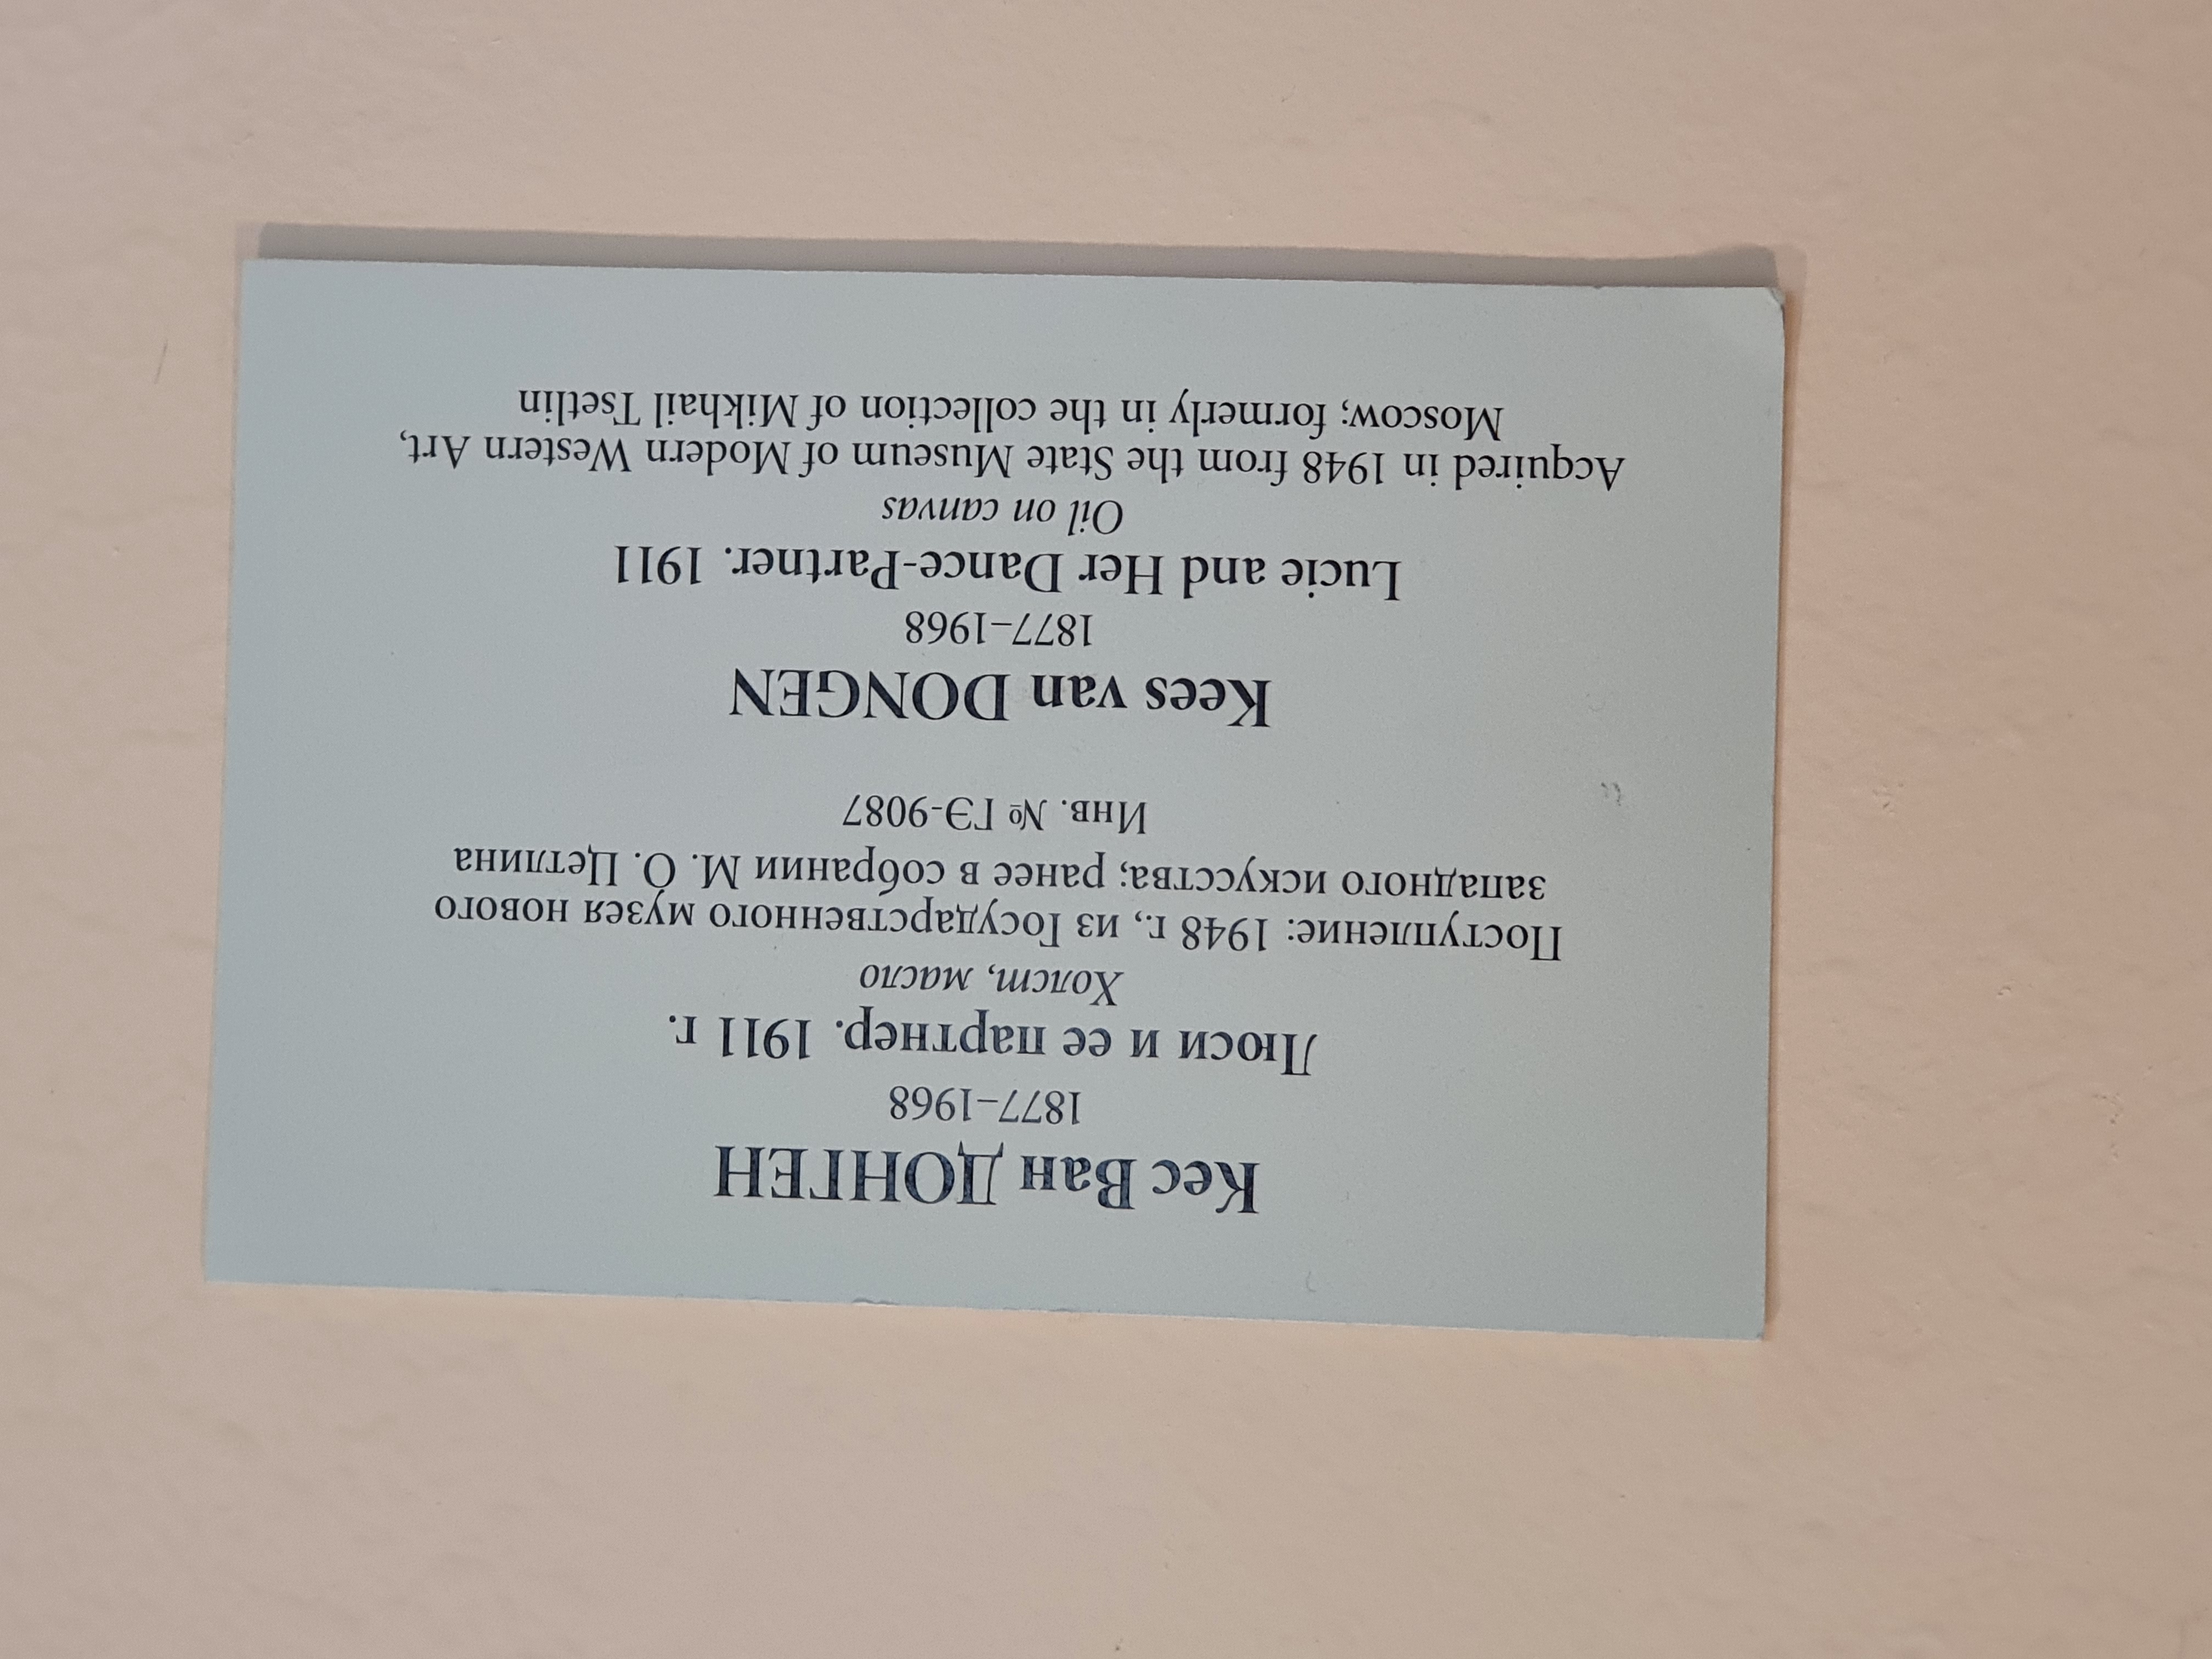 Кес Ван ДОНГЕН
1877–1968
Люси и ее партнер. 1911 г.
Холст, масло
Поступление: 1948 г., из Государственного музея нового
западного искусства; ранее в собрании М. О. Цетлина
Инв. № ГЭ-9087
Kees van DONGEN
1877–1968
Lucie and Her Dance-Partner. 1911
Oil on canvas
Acquired in 1948 from the State Museum of Modern Western Art,
Moscow; formerly in the collection of Mikhail Tsetlin